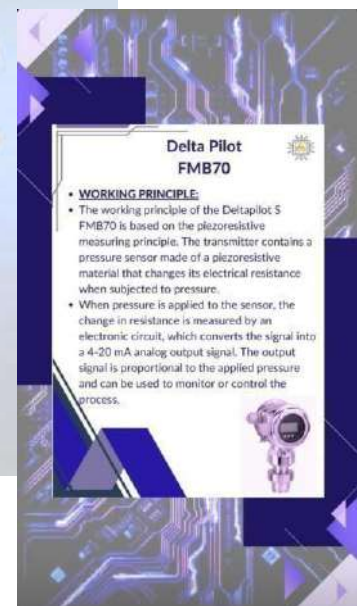 Delta Pilot
FMB70
• WORKING PRINCIPLE:
• The working principle of the Deltapilot S
FMB70 is based on the piezoresistive
measuring principle. The transmitter contains a
pressure sensor made of a piezoresistive
material that changes its electrical resistance
when subjected to pressure.
• When pressure is applied to the sensor, the
change in resistance is measured by an
electronic circuit, which converts the signal into
a 4-20 mA analog output signal. The output
signal is proportional to the applied pressure
and can be used to monitor or control the
process.